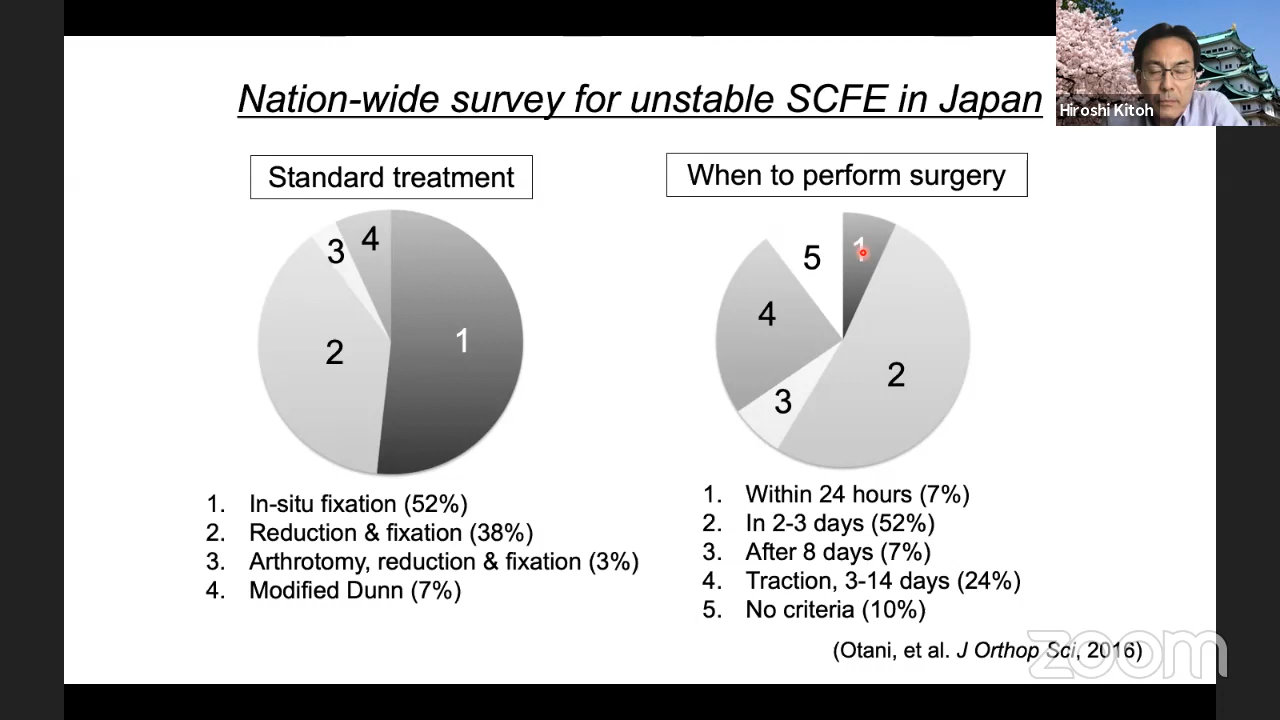 Nation-wide survey for unstable SCFE in Japan
Hiroshi Kitoh
Standard treatment
When to perform surgery
3
4
1
2
1
5
4
2
3
1. In-situ fixation (52%)
2. Reduction & fixation (38%)
3. Arthrotomy, reduction & fixation (3%)
4. Modified Dunn (7%)
1. Within 24 hours (7%)
2. In 2-3 days (52%)
3. After 8 days (7%)
4. Traction, 3-14 days (24%)
5. No criteria (10%)
(Otani, et al. J Orthop Sci, 2016)
zoom